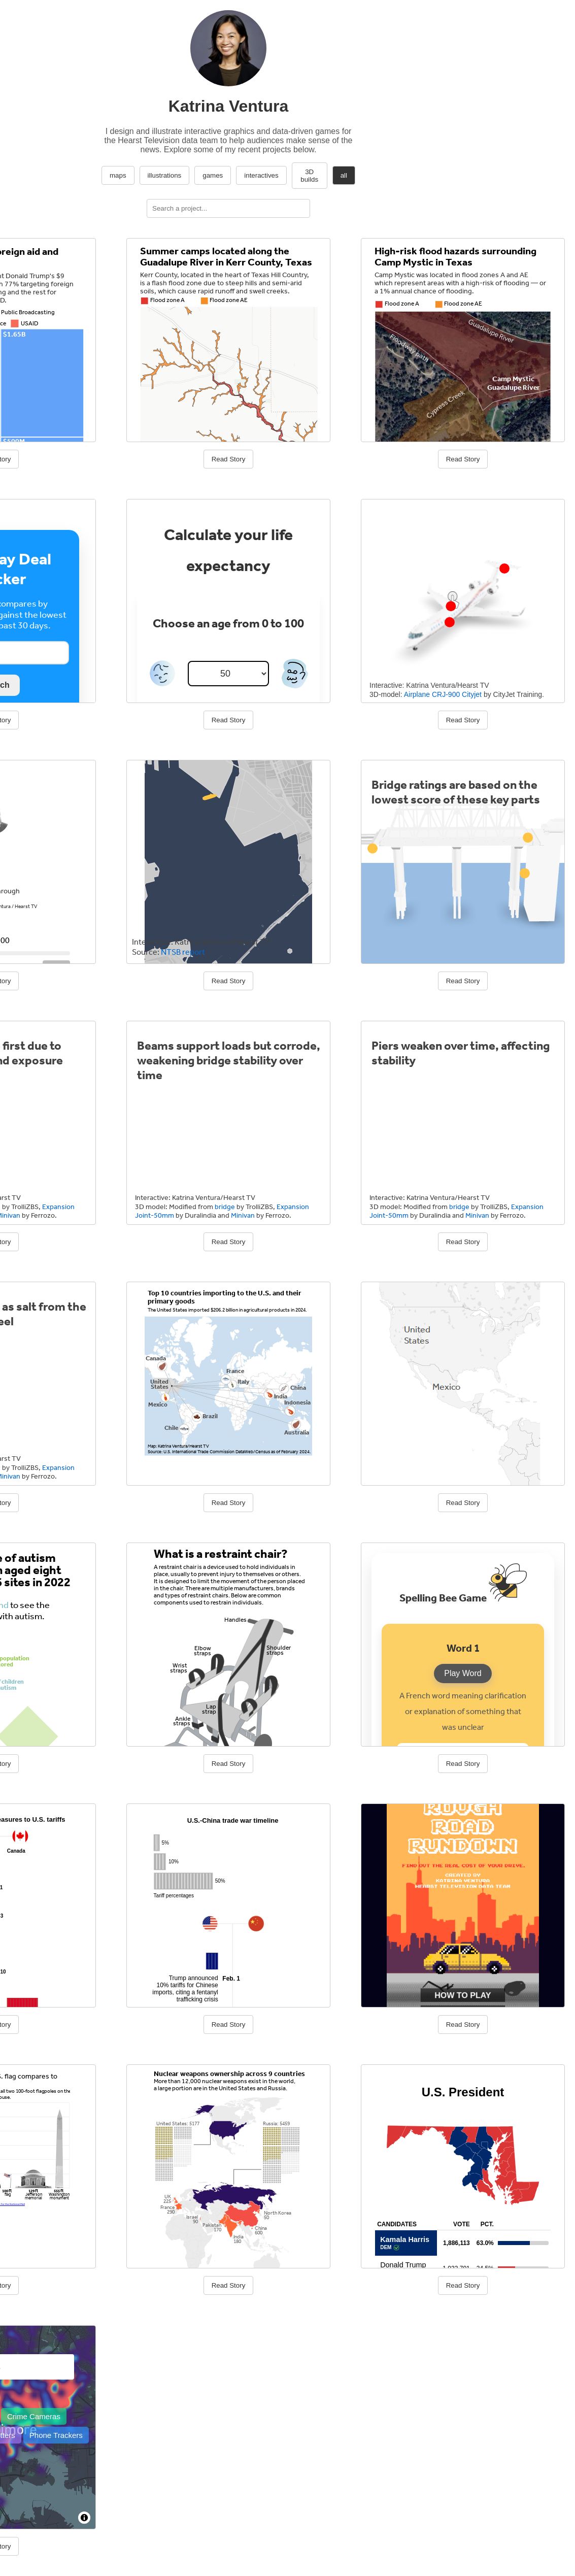 Katrina Ventura
I design and illustrate interactive graphics and data-driven games for
the Hearst Television data team to help audiences make sense of the
news. Explore some of my recent projects below.
maps
illustrations
games
interactives
3D
builds
all
Search a project...
reign aid and
t Donald Trump's $9
77% targeting foreign
ng and the rest for
D.
Public Broadcasting
ce USAID
$1.65B
$100M
tory
Summer camps located along the
Guadalupe River in Kerr County, Texas
Kerr County, located in the heart of Texas Hill Country,
is a flash flood zone due to steep hills and semi-arid
soils, which cause rapid runoff and swell creeks.
Flood zone A Flood zone AE
Read Story
High-risk flood hazards surrounding
Camp Mystic in Texas
Camp Mystic was located in flood zones A and AE
which represent areas with a high-risk of flooding — or
a 1% annual chance of flooding.
Flood zone A Flood zone AE
Guadalupe River
Floodway paths
Camp Mystic
Guadalupe River
Cypress Creek
Read Story
ay Deal
cker
compares by
gainst the lowest
past 30 days.
ch
tory
Calculate your life
expectancy
Choose an age from 0 to 100
50
Read Story
Interactive: Katrina Ventura/Hearst TV
3D-model: Airplane CRJ-900 Cityjet by CityJet Training.
Read Story
rough
ntura / Hearst TV
00
tory
Inte Kat
Source: NTSB report
Read Story
Bridge ratings are based on the
lowest score of these key parts
Read Story
first due to
nd exposure
rst TV
by TrolliZBS, Expansion
Minivan by Ferrozo.
tory
Beams support loads but corrode,
weakening bridge stability over
time
Interactive: Katrina Ventura/Hearst TV
3D model: Modified from bridge by TrolliZBS, Expansion
Joint-50mm by Duralindia and Minivan by Ferrozo.
Read Story
Piers weaken over time, affecting
stability
Interactive: Katrina Ventura/Hearst TV
3D model: Modified from bridge by TrolliZBS, Expansion
Joint-50mm by Duralindia and Minivan by Ferrozo.
Read Story
as salt from the
eel
rst TV
by TrolliZBS, Expansion
Minivan by Ferrozo.
tory
Top 10 countries importing to the U.S. and their
primary goods
The United States imported $206.2 billion in agricultural products in 2024.
Canada
France
United
States
Italy
China
India
Mexico
Indonesia
Brazil
Chile
Australia
Map: Katrina Ventura/Hearst TV
Source: U.S. International Trade Commission DataWeb/Census as of February 2024.
Read Story
United
States
Mexico
Read Story
e of autism
n aged eight
sites in 2022
nd to see the
with autism.
population
ored
f children
utism
tory
What is a restraint chair?
A restraint chair is a device used to hold individuals in
place, usually to prevent injury to themselves or others.
It is designed to limit the movement of the person placed
in the chair. There are multiple manufacturers, brands
and types of restraint chairs. Below are common
components used to restrain individuals.
Handles
Elbow
straps
Shoulder
straps
Wrist
straps
Lap
strap
Ankle
straps
Read Story
Spelling Bee Game
Word 1
Play Word
A French word meaning clarification
or explanation of something that
was unclear
Read Story
easures to U.S. tariffs
Canada
1
3
10
tory
U.S.-China trade war timeline
5%
10%
50%
Tariff percentages
Trump announced
10% tariffs for Chinese
imports, citing a fentanyl
trafficking crisis
Feb. 1
Read Story
ROUGH
ROAD
RUNDOWN
FIND OUT THE REAL COST OF YOUR DRIVE.
CREATED BY
KATRINA VENTURA
HEARST TELEVISION DATA TEAM
HOW TO PLAY
Read Story
S. flag compares to
all two 100-foot flagpoles on the
ouse.
flag
Jefferson
memorial
Washington
monument
tory
Nuclear weapons ownership across 9 countries
More than 12,000 nuclear weapons exist in the world,
a large portion are in the United States and Russia.
United States: 5177
Russia: 5459
UK
225
France
290
Israel
90
Pakistan
170
India
180
China
600
North Korea
50
Read Story
U.S. President
CANDIDATES VOTE PCT.
Kamala Harris
DEM
1,886,113 63.0%
Donald Trump
Read Story
Crime Cameras
tters
Phone Trackers
tory